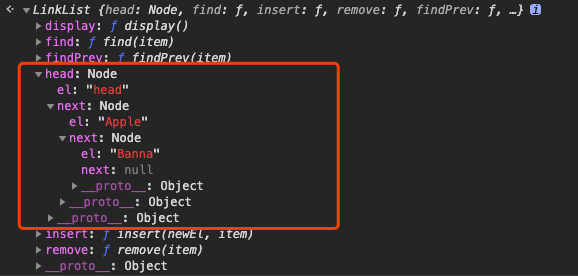 LinkList {head: Node, find: ƒ, insert: ƒ, remove: ƒ, findPrev: ƒ, …} i
display: ƒ display()
find: ƒ find(item)
findPrev: ƒ findPrev(item)
head: Node
el: "head"
next: Node
el: "Apple"
next: Node
el: "Banna"
next: null
__proto__: Object
__proto__: Object
__proto__: Object
insert: ƒ insert(newEl, item)
remove: ƒ remove(item)
__proto__: Object